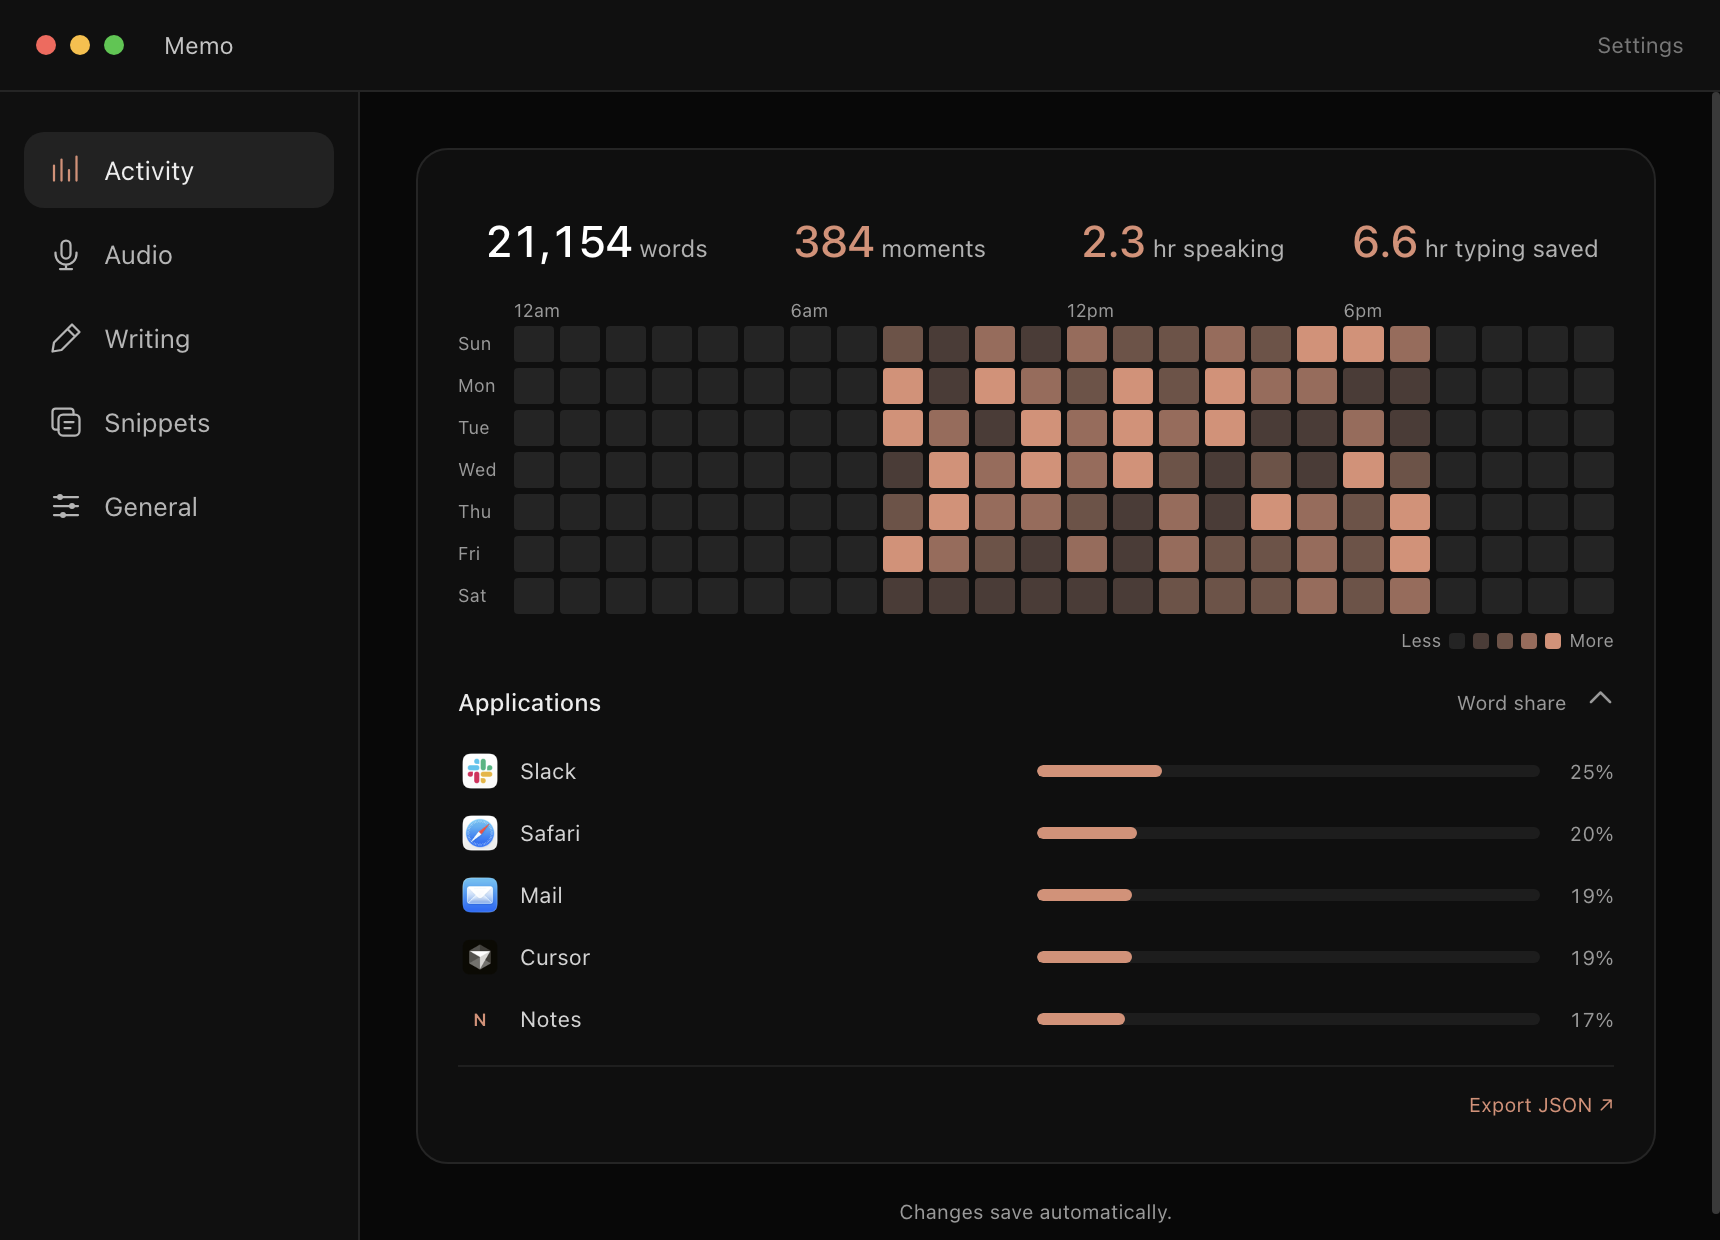 Memo
Settings
Activity
Audio
Writing
Snippets
General
21,154 words 384 moments 2.3 hr speaking 6.6 hr typing saved
12am 6am 12pm 6pm
Sun
Mon
Tue
Wed
Thu
Fri
Sat
Less More
Applications Word share
Slack 25%
Safari 20%
Mail 19%
Cursor 19%
N Notes 17%
Export JSON ↗
Changes save automatically.